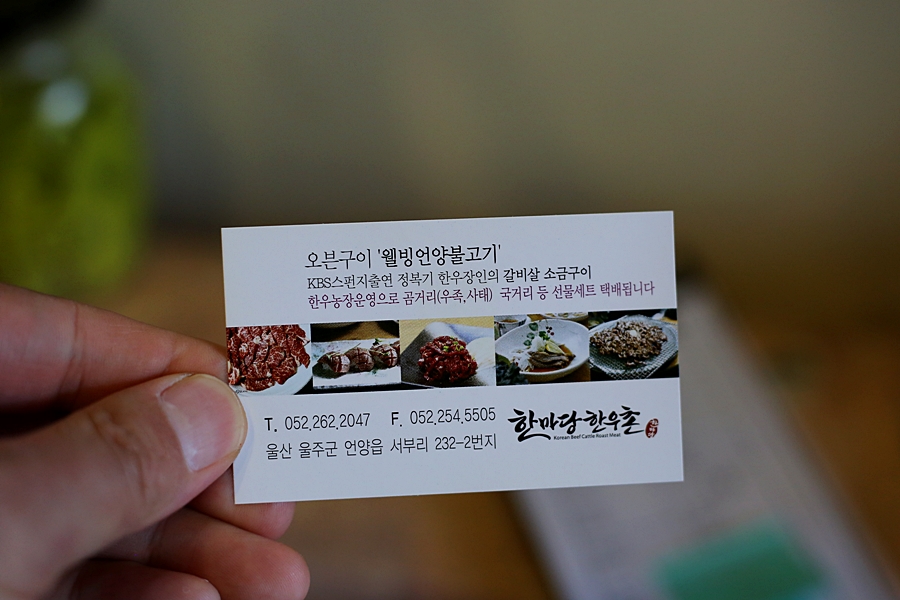 오븐구이 '웰빙언양불고기'
KBS스펀지출연 정복기 한우장인의 갈비살 소금구이
한우농장운영으로 곰거리(우족,사태) 국거리 등 선물세트 택배됩니다
T. 052.262.2047 F. 052.254.5505
울산 울주군 언양읍 서부리 232-2번지
한마당 한우촌
Korean Beef Cattle Roast Meat